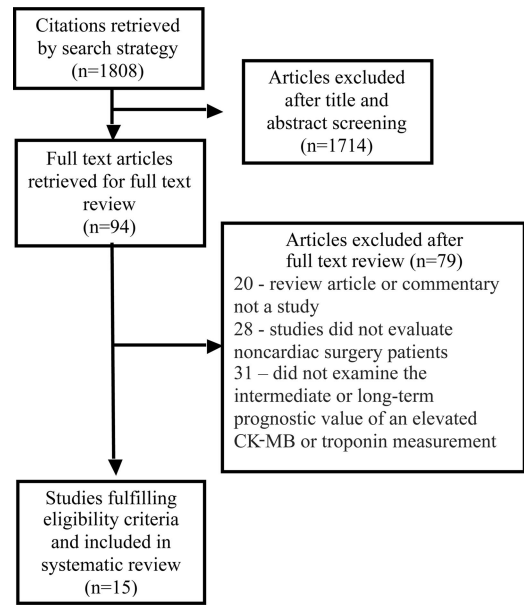 Citations retrieved
by search strategy
(n=1808)
Articles excluded
after title and
abstract screening
(n=1714)
Full text articles
retrieved for full text
review
(n=94)
Articles excluded after
full text review (n=79)
20 - review article or commentary
not a study
28 - studies did not evaluate
noncardiac surgery patients
31 – did not examine the
intermediate or long-term
prognostic value of an elevated
CK-MB or troponin measurement
Studies fulfilling
eligibility criteria
and included in
systematic review
(n=15)